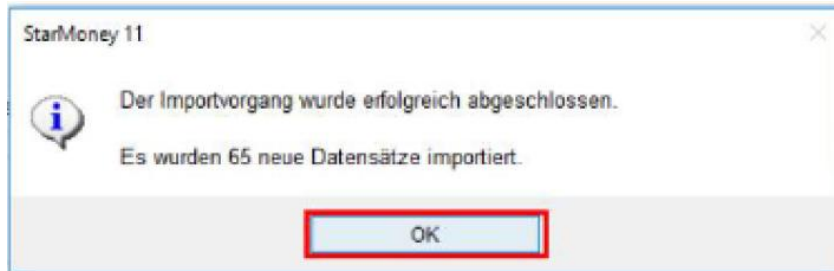 StarMoney 11
Der Importvorgang wurde erfolgreich abgeschlossen.
Es wurden 65 neue Datensätze importiert.
OK